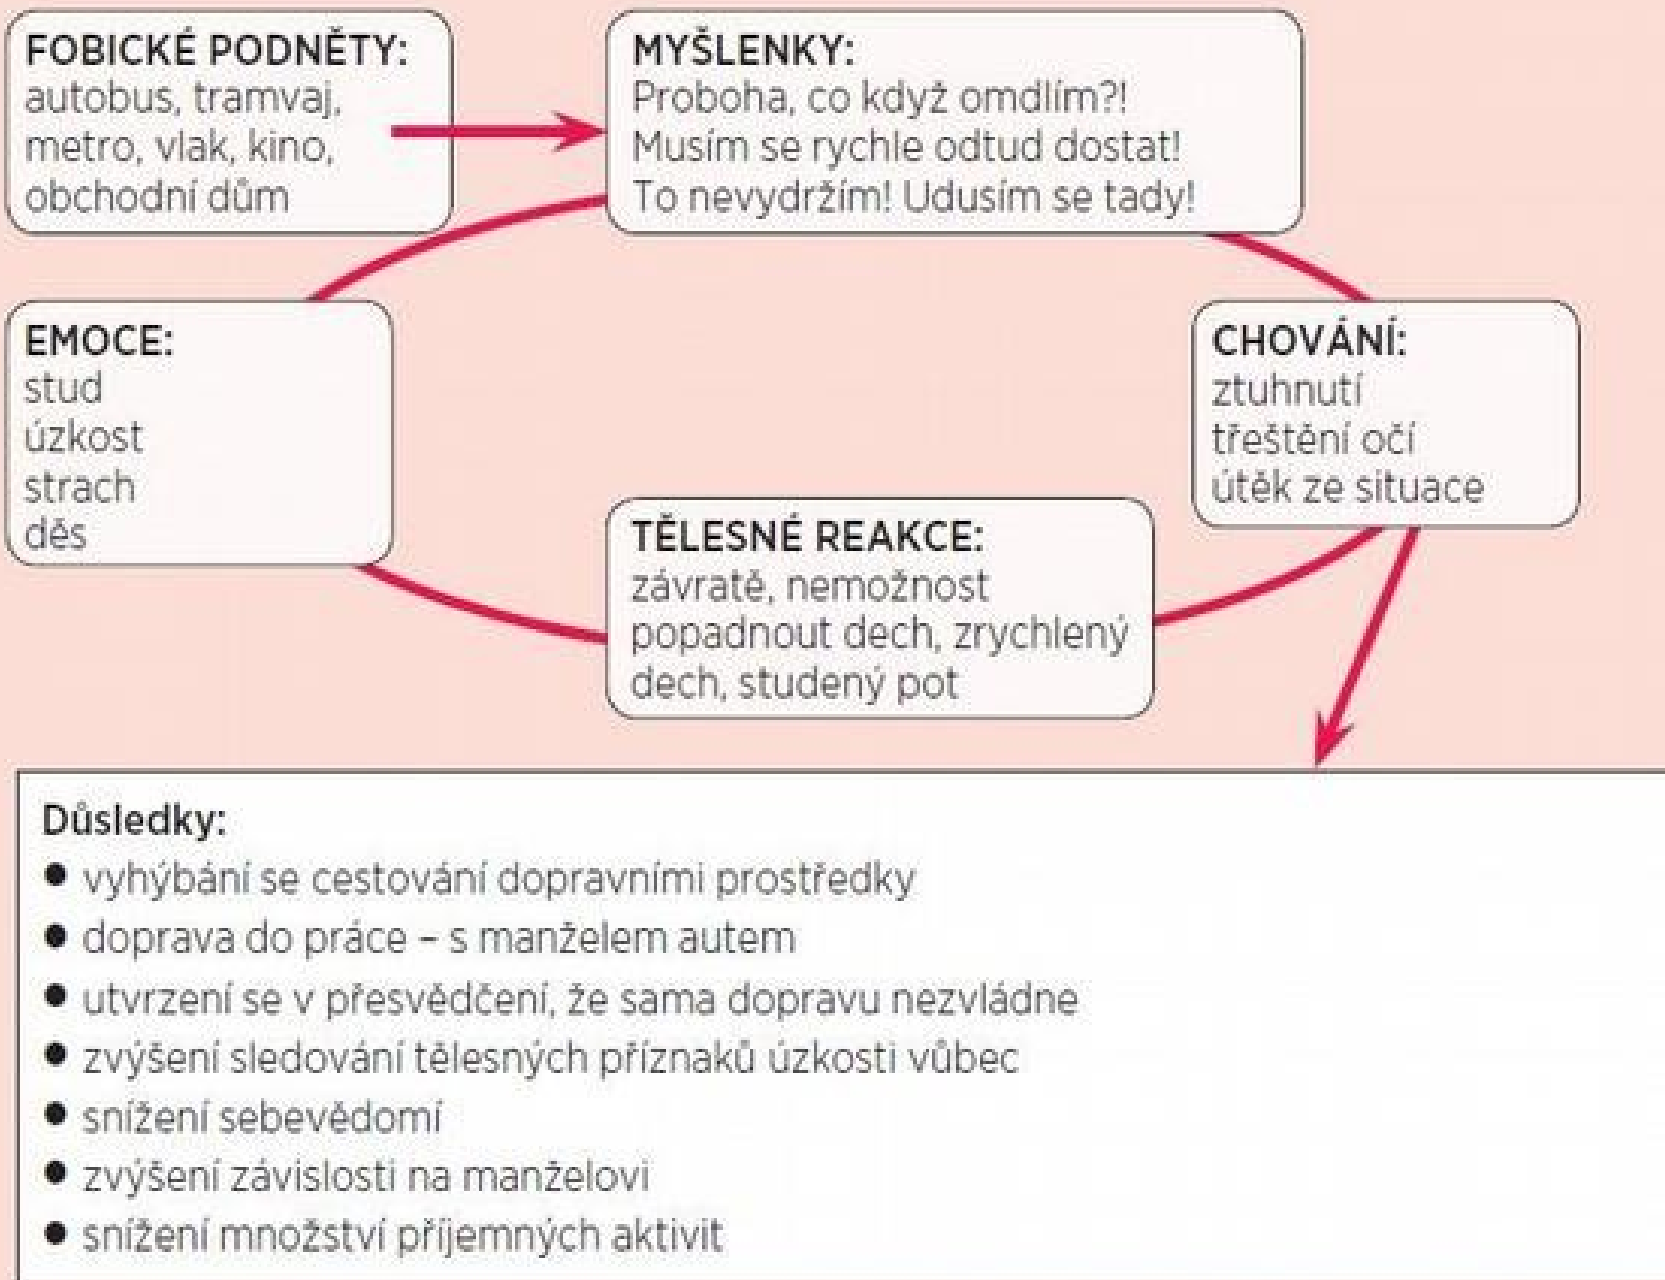 FOBICKÉ PODNĚTY:
autobus, tramvaj,
metro, vlak, kino,
obchodní dům
MYŠLENKY:
Proboha, co když omdlím?!
Musím se rychle odtud dostat!
To nevydržím! Udusím se tady!
EMOCE:
stud
úzkost
strach
děs
CHOVÁNÍ:
ztuhnutí
třeštění očí
útěk ze situace
TĚLESNÉ REAKCE:
závratě, nemožnost
popadnout dech, zrychlený
dech, studený pot
Důsledky:
● vyhýbání se cestování dopravními prostředky
● doprava do práce – s manželem autem
● utvrzení se v přesvědčení, že sama dopravu nezvládne
● zvýšení sledování tělesných příznaků úzkosti vůbec
● snížení sebevědomí
● zvýšení závislosti na manželovi
● snížení množství příjemných aktivit